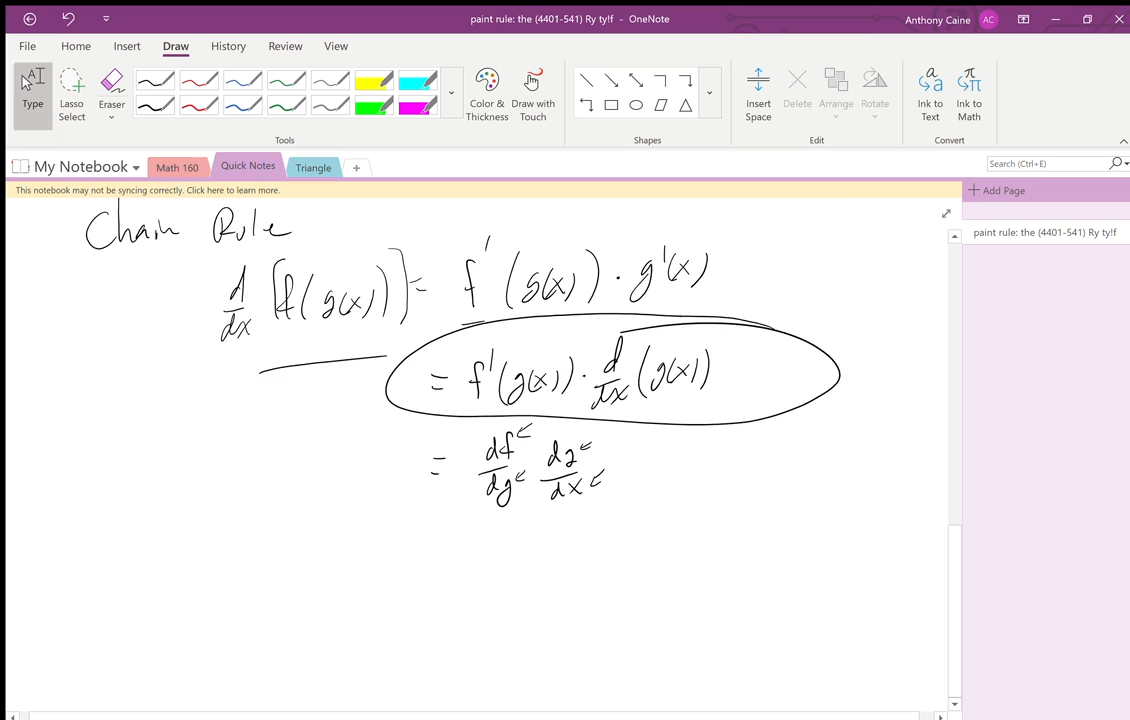 paint rule: the (4401-541) Ry ty!f - OneNote
Anthony Caine AC
File Home Insert Draw History Review View
Type
Lasso Select
Eraser
Color & Thickness
Draw with Touch
Insert Space
Delete
Arrange
Rotate
Ink to Text
Ink to Math
Tools Shapes Edit Convert
My Notebook Math 160 Quick Notes Triangle +
Search (Ctrl+E)
This notebook may not be syncing correctly. Click here to learn more.
+ Add Page
paint rule: the (4401-541) Ry ty!f
Chain Rule
d/dx [f(g(x))] = f'(g(x)) · g'(x)
= f'(g(x)) · d/dx (g(x))
= df/dg dg/dx